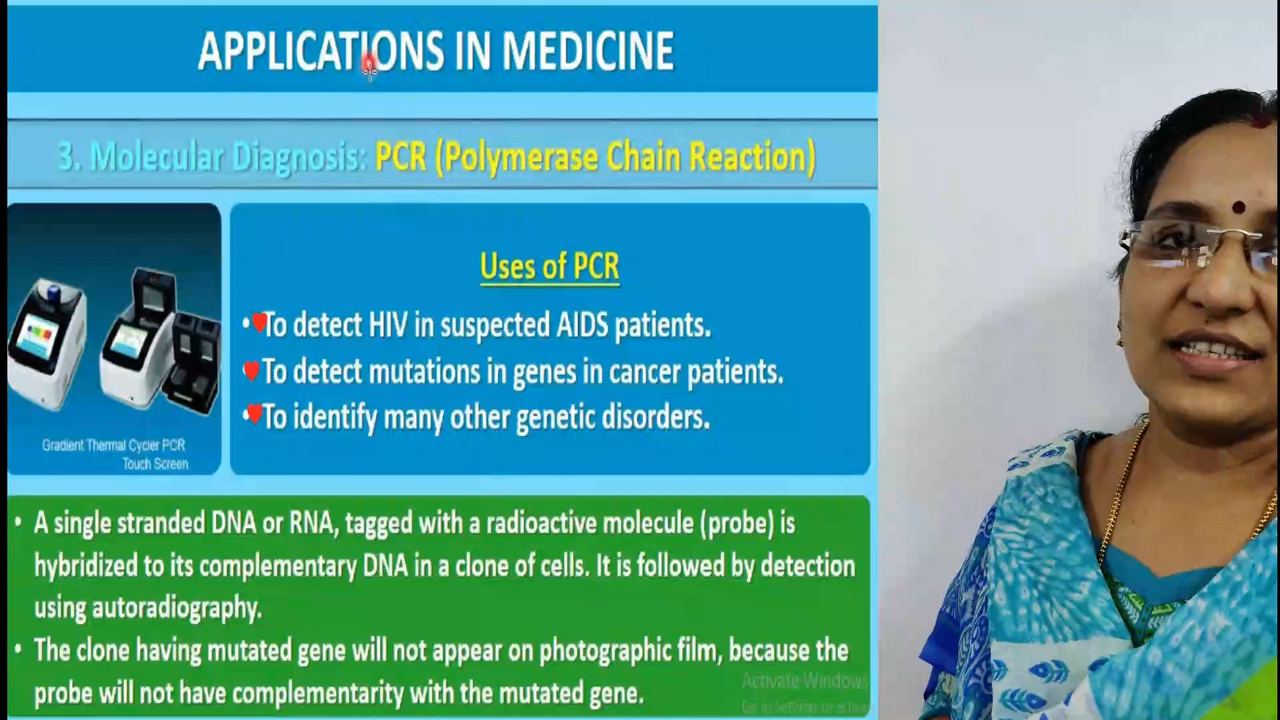 APPLICATIONS IN MEDICINE
3. Molecular Diagnosis: PCR (Polymerase Chain Reaction)
Uses of PCR
• To detect HIV in suspected AIDS patients.
• To detect mutations in genes in cancer patients.
• To identify many other genetic disorders.
Gradient Thermal Cycler PCR
Touch Screen
• A single stranded DNA or RNA, tagged with a radioactive molecule (probe) is
hybridized to its complementary DNA in a clone of cells. It is followed by detection
using autoradiography.
• The clone having mutated gene will not appear on photographic film, because the
probe will not have complementarity with the mutated gene.
Activate Windows
Go to Settings to